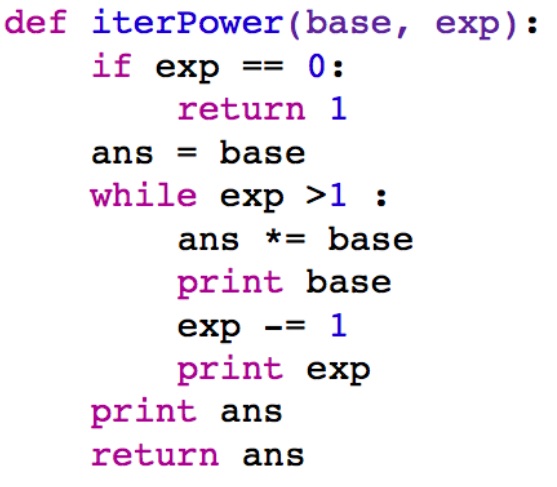 def iterPower(base, exp):
    if exp == 0:
        return 1
    ans = base
    while exp >1 :
        ans *= base
        print base
        exp -= 1
        print exp
    print ans
    return ans